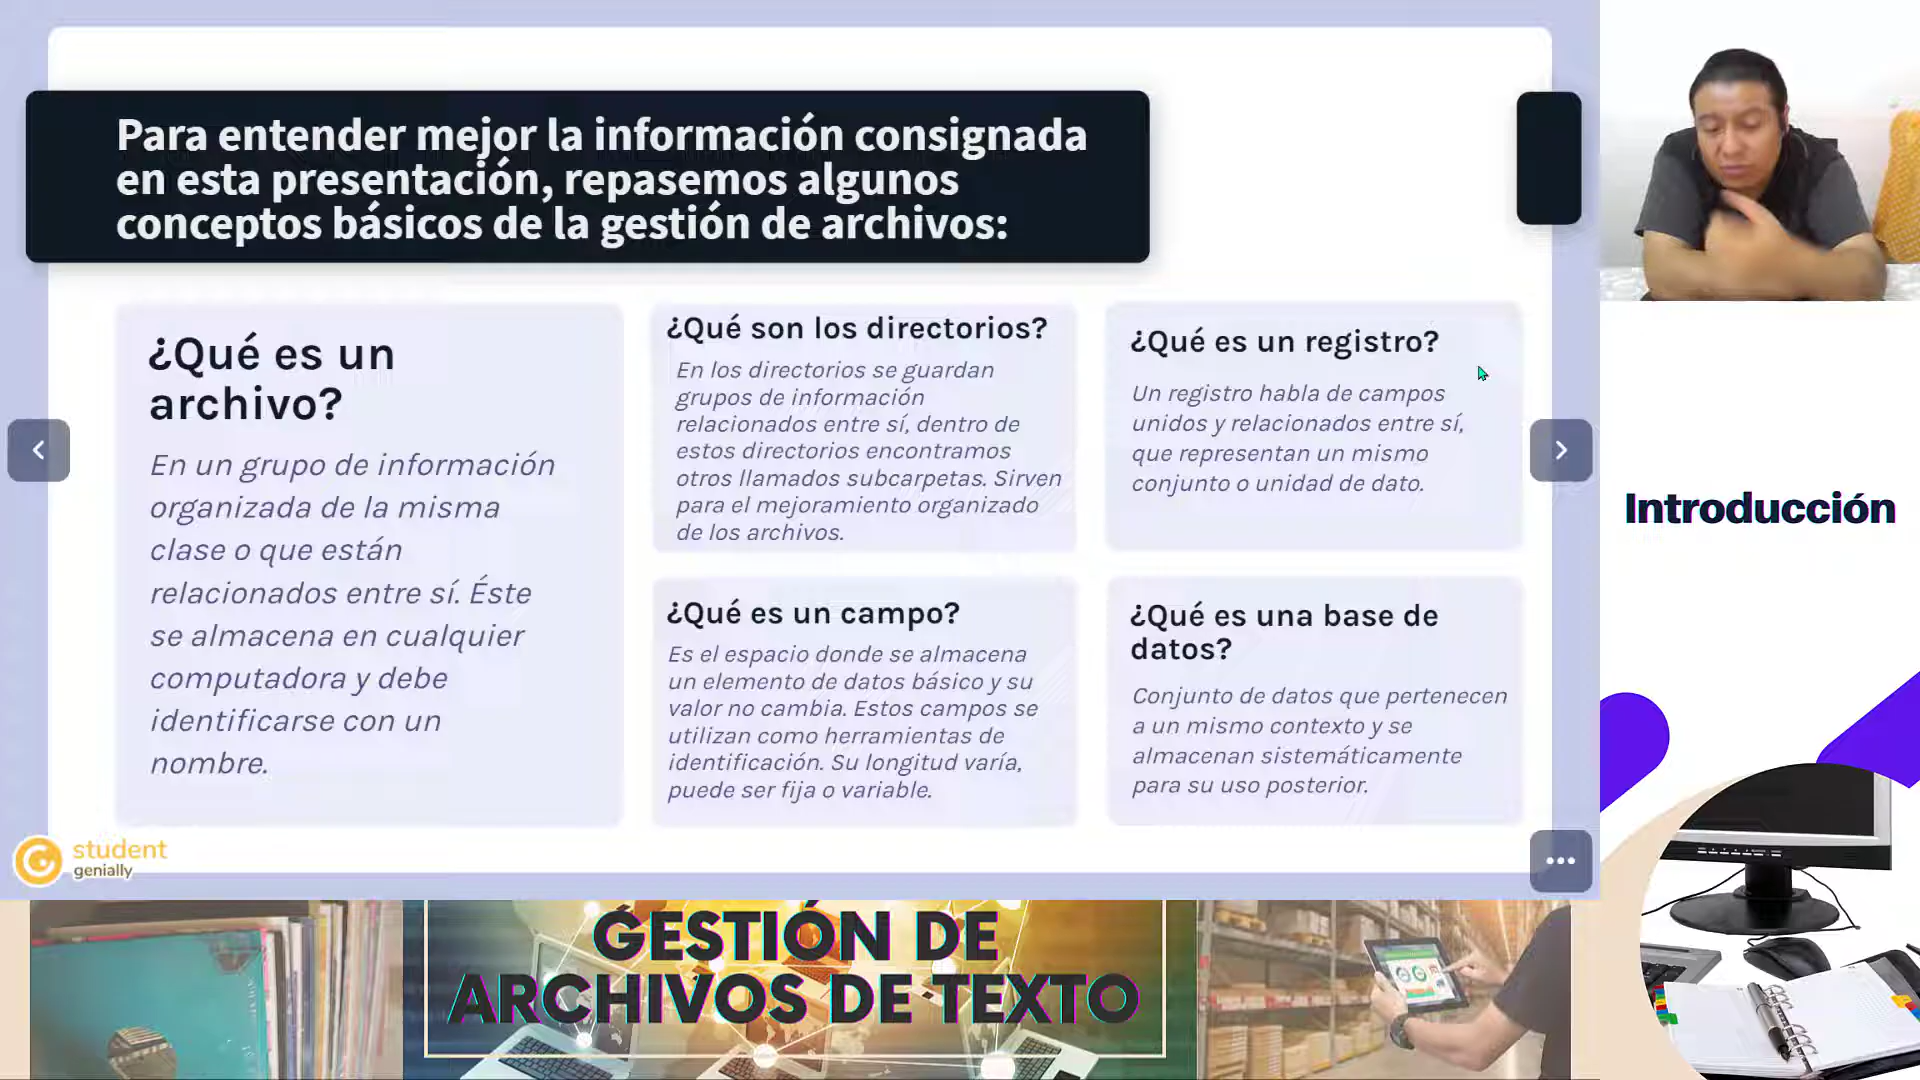 Para entender mejor la información consignada
en esta presentación, repasemos algunos
conceptos básicos de la gestión de archivos:
¿Qué es un
archivo?
En un grupo de información
organizada de la misma
clase o que están
relacionados entre sí. Éste
se almacena en cualquier
computadora y debe
identificarse con un
nombre.
¿Qué son los directorios?
En los directorios se guardan
grupos de información
relacionados entre sí, dentro de
estos directorios encontramos
otros llamados subcarpetas. Sirven
para el mejoramiento organizado
de los archivos.
¿Qué es un registro?
Un registro habla de campos
unidos y relacionados entre sí,
que representan un mismo
conjunto o unidad de dato.
¿Qué es un campo?
Es el espacio donde se almacena
un elemento de datos básico y su
valor no cambia. Estos campos se
utilizan como herramientas de
identificación. Su longitud varía,
puede ser fija o variable.
¿Qué es una base de
datos?
Conjunto de datos que pertenecen
a un mismo contexto y se
almacenan sistemáticamente
para su uso posterior.
student
genially
Introducción
GESTIÓN DE
ARCHIVOS DE TEXTO